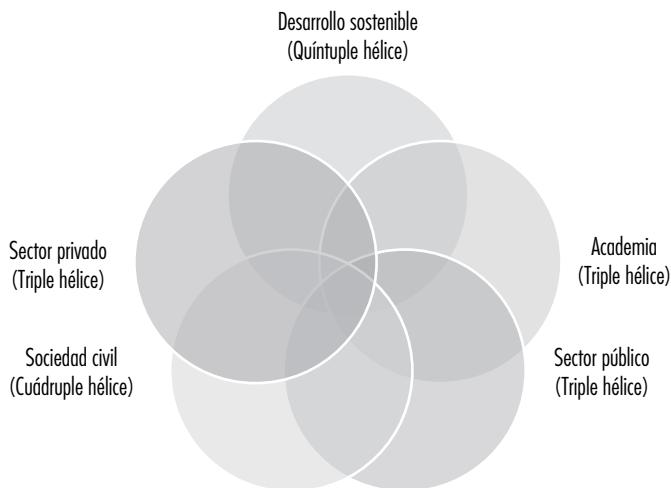 Desarrollo sostenible
(Quíntuple hélice)
Sector privado
(Triple hélice)
Academia
(Triple hélice)
Sociedad civil
(Cuádruple hélice)
Sector público
(Triple hélice)